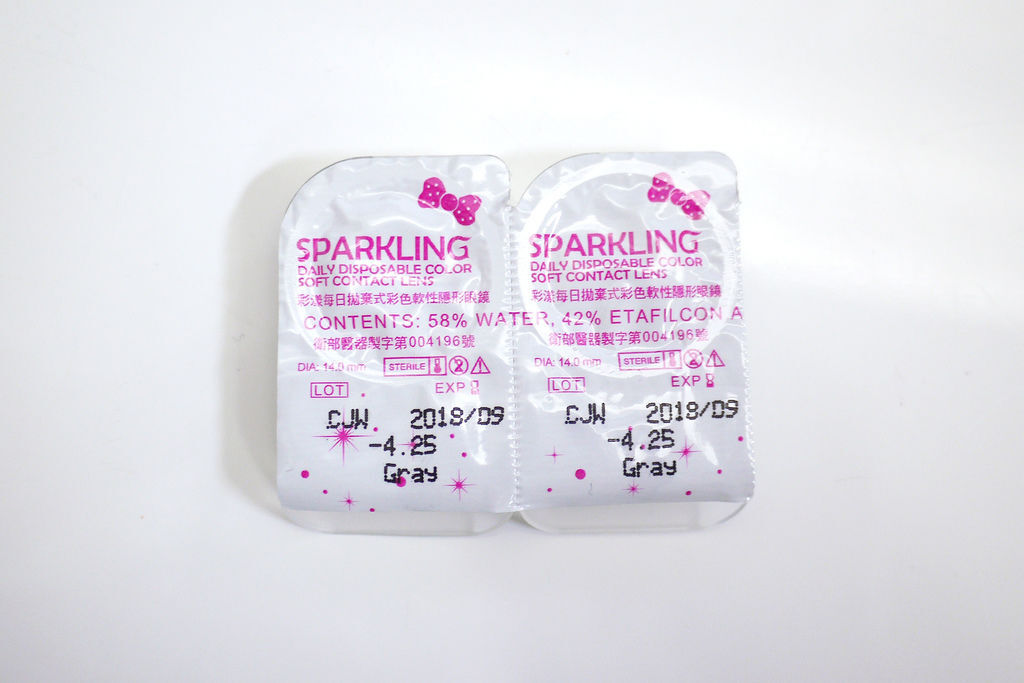 SPARKLING
DAILY DISPOSABLE COLOR
SOFT CONTACT LENS
彩漾每日拋棄式彩色軟性隱形眼鏡
CONTENTS: 58% WATER, 42% ETAFILCON A
衛部醫器製字第004196號
DIA: 14.0 mm STERILE
LOT EXP
CJW 2018/09
-4.25
Gray
SPARKLING
DAILY DISPOSABLE COLOR
SOFT CONTACT LENS
彩漾每日拋棄式彩色軟性隱形眼鏡
衛部醫器製字第004196號
DIA: 14.0 mm STERILE
LOT EXP
CJW 2018/09
-4.25
Gray